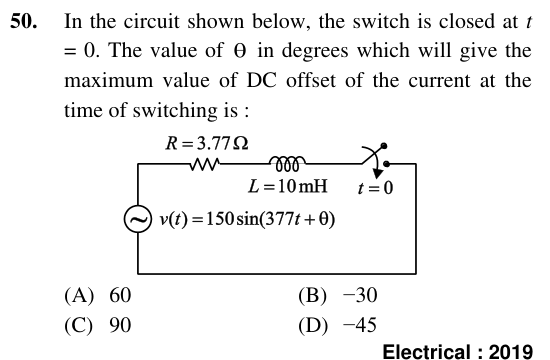 50. In the circuit shown below, the switch is closed at t
= 0. The value of θ in degrees which will give the
maximum value of DC offset of the current at the
time of switching is :
R = 3.77 Ω
L = 10 mH
t = 0
v(t) = 150 sin(377t + θ)
(A) 60 (B) −30
(C) 90 (D) −45
Electrical : 2019